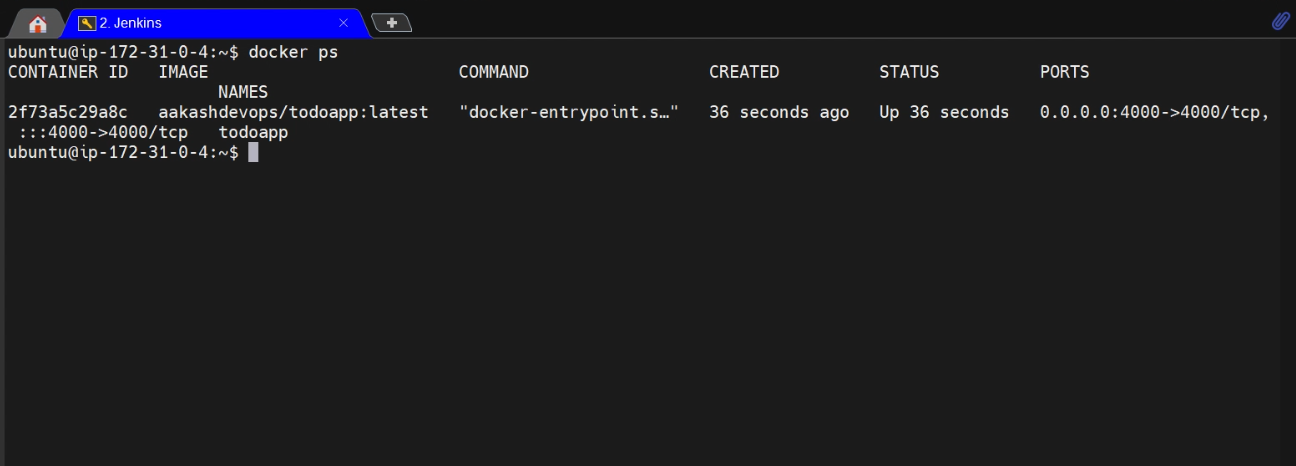 2. Jenkins
ubuntu@ip-172-31-0-4:~$ docker ps
CONTAINER ID   IMAGE                         COMMAND                  CREATED          STATUS          PORTS
                     NAMES
2f73a5c29a8c   aakashdevops/todoapp:latest   "docker-entrypoint.s…"   36 seconds ago   Up 36 seconds   0.0.0.0:4000->4000/tcp,
 :::4000->4000/tcp   todoapp
ubuntu@ip-172-31-0-4:~$